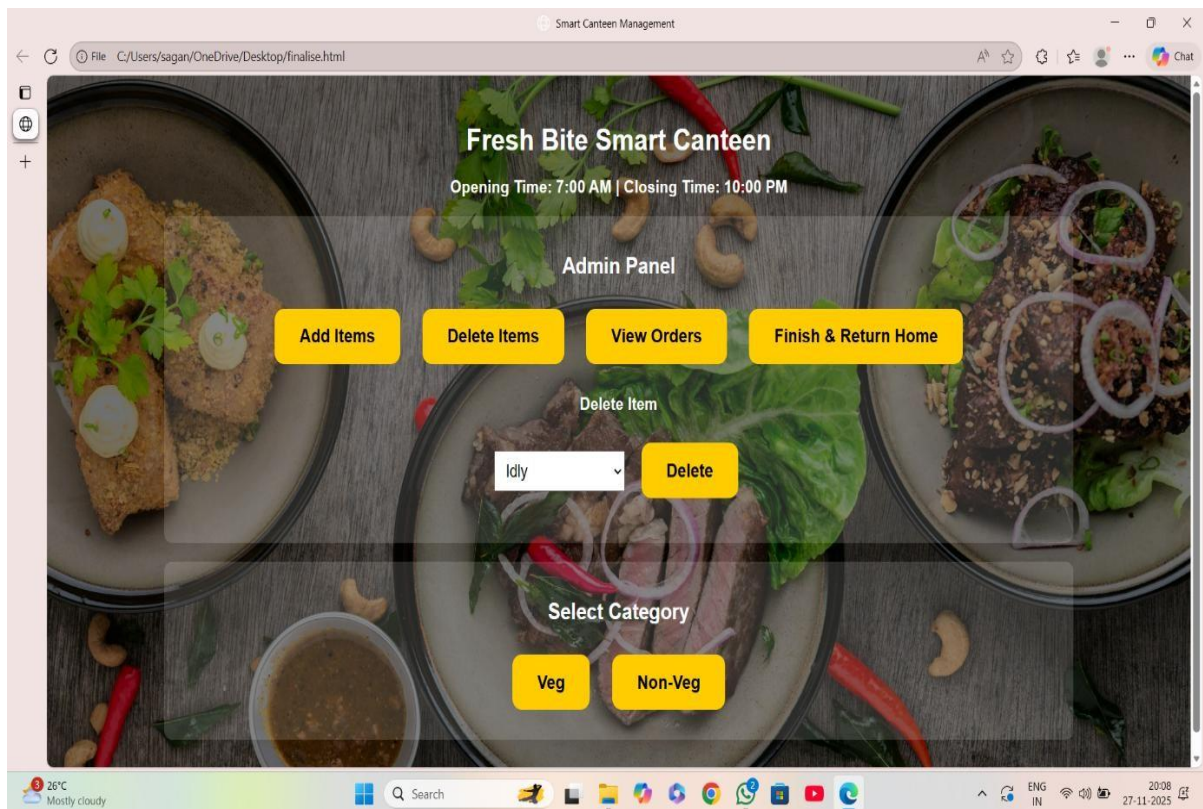 Smart Canteen Management
File C:/Users/sagan/OneDrive/Desktop/finalise.html
Chat
Fresh Bite Smart Canteen
Opening Time: 7:00 AM | Closing Time: 10:00 PM
Admin Panel
Add Items Delete Items View Orders Finish & Return Home
Delete Item
Idly Delete
Select Category
Veg Non-Veg
3 26°C
Mostly cloudy
Search
2
ENG
IN
20:08
27-11-2025